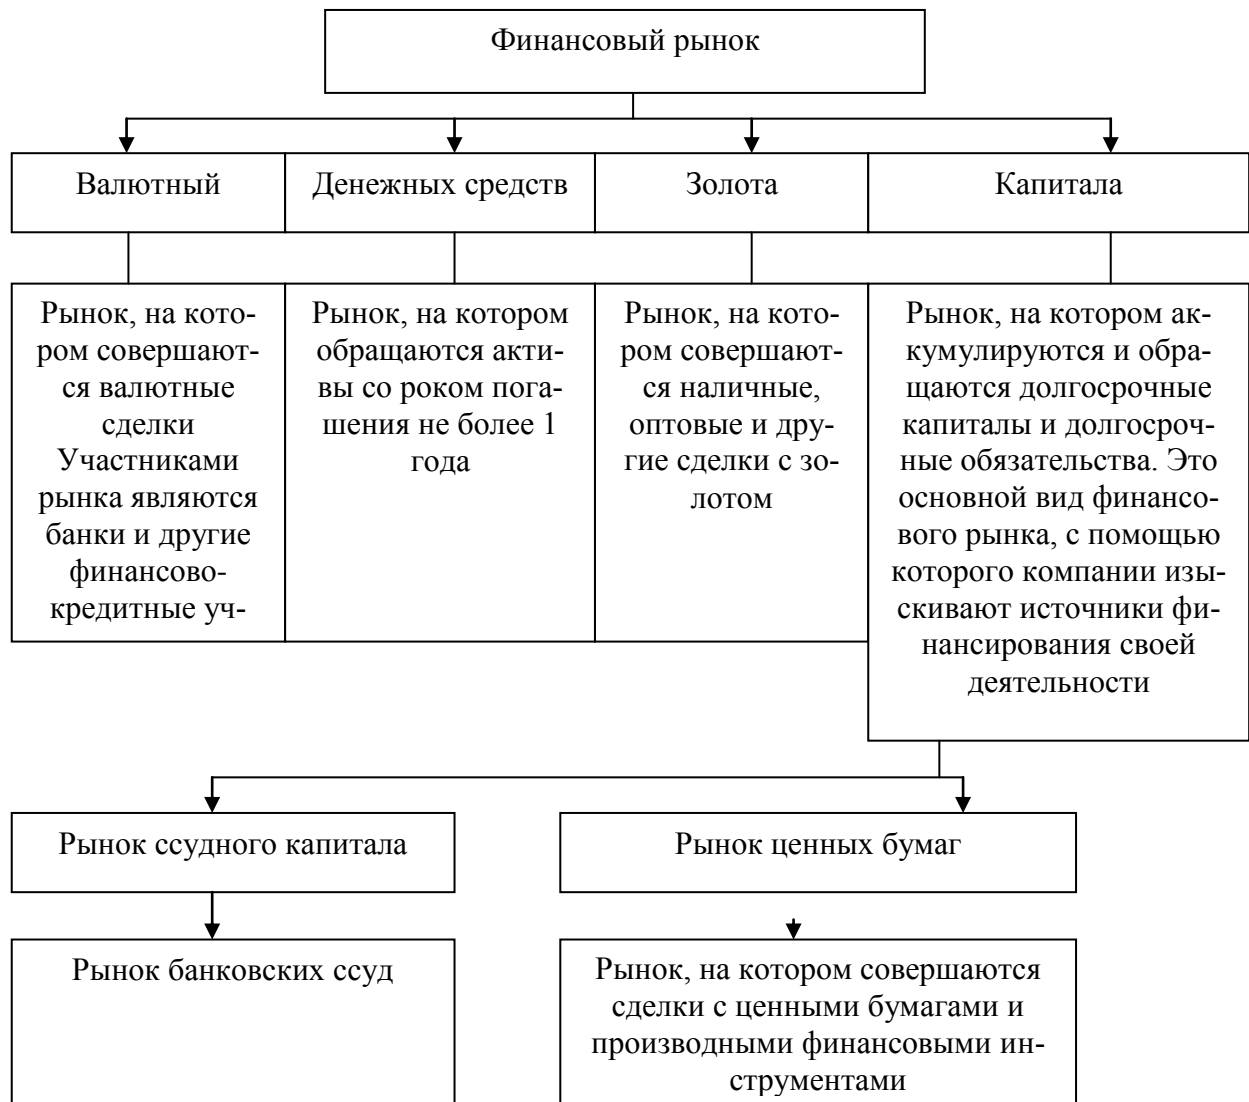 Финансовый рынок
Валютный
Денежных средств
Золота
Капитала
Рынок, на кото-
ром совершают-
ся валютные
сделки
Участниками
рынка являются
банки и другие
финансово-
кредитные уч-
Рынок, на котором
обращаются акти-
вы со роком пога-
шения не более 1
года
Рынок, на кото-
ром совершают-
ся наличные,
оптовые и дру-
гие сделки с зо-
лотом
Рынок, на котором ак-
кумулируются и обра-
щаются долгосрочные
капиталы и долгосроч-
ные обязательства. Это
основной вид финансо-
вого рынка, с помощью
которого компании изы-
скивают источники фи-
нансирования своей
деятельности
Рынок ссудного капитала
Рынок ценных бумаг
Рынок банковских ссуд
Рынок, на котором совершаются
сделки с ценными бумагами и
производными финансовыми ин-
струментами